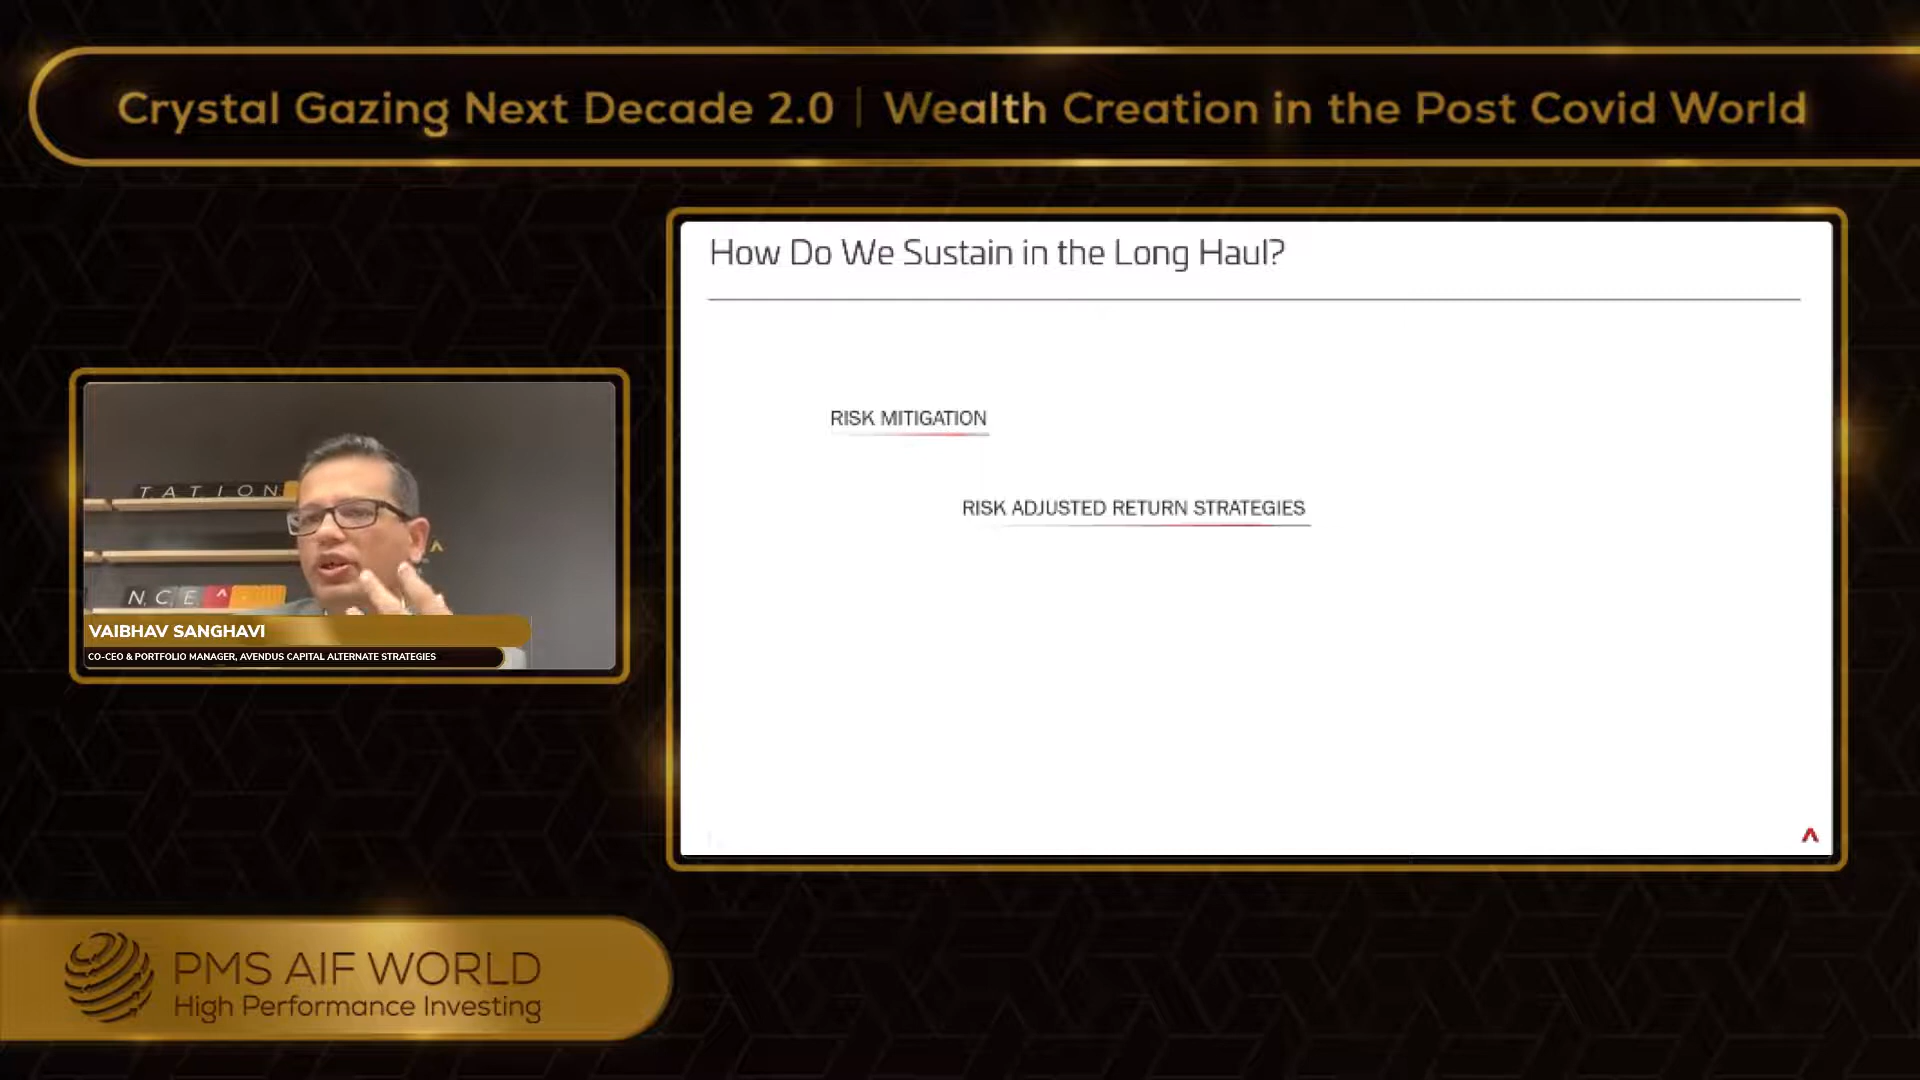 Crystal Gazing Next Decade 2.0 | Wealth Creation in the Post Covid World
How Do We Sustain in the Long Haul?
RISK MITIGATION
RISK ADJUSTED RETURN STRATEGIES
T A T I O N
N C E ^
VAIBHAV SANGHAVI
CO-CEO & PORTFOLIO MANAGER, AVENDUS CAPITAL ALTERNATE STRATEGIES
PMS AIF WORLD
High Performance Investing